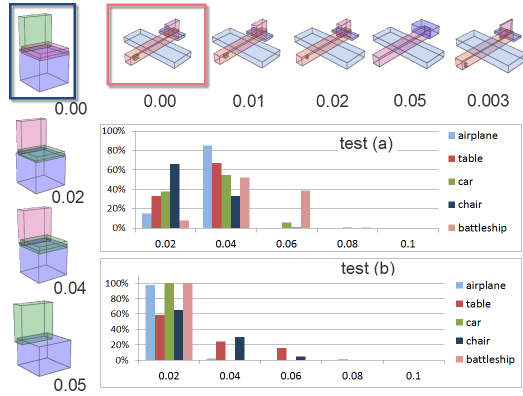 0.00
0.00 0.01 0.02 0.05 0.003
0.02
0.04
0.05
test (a)
100%
80%
60%
40%
20%
0%
0.02 0.04 0.06 0.08 0.1
airplane
table
car
chair
battleship
test (b)
100%
80%
60%
40%
20%
0%
0.02 0.04 0.06 0.08 0.1
airplane
table
car
chair
battleship